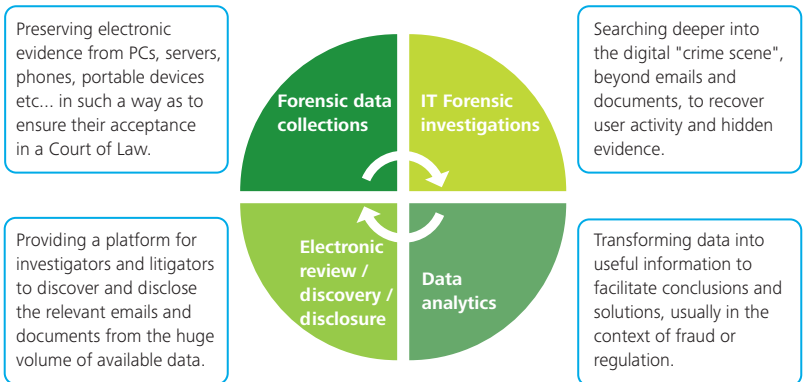 Preserving electronic
evidence from PCs, servers,
phones, portable devices
etc... in such a way as to
ensure their acceptance
in a Court of Law.
Forensic data
collections
IT Forensic
investigations
Searching deeper into
the digital "crime scene",
beyond emails and
documents, to recover
user activity and hidden
evidence.
Providing a platform for
investigators and litigators
to discover and disclose
the relevant emails and
documents from the huge
volume of available data.
Electronic
review /
discovery /
disclosure
Data
analytics
Transforming data into
useful information to
facilitate conclusions and
solutions, usually in the
context of fraud or
regulation.